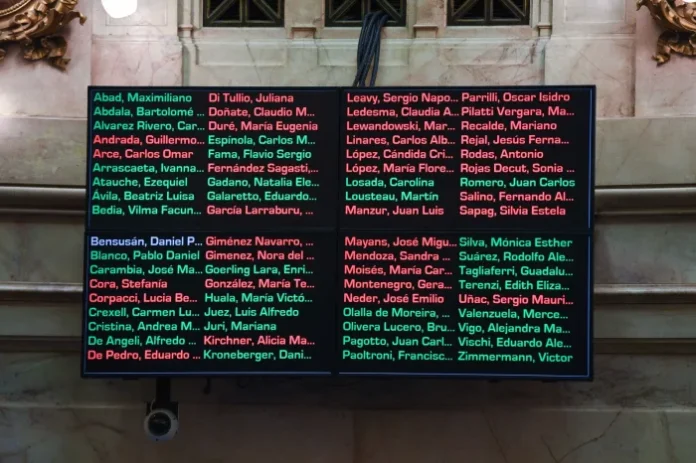 Abad, Maximiliano
Abdala, Bartolomé ...
Alvarez Rivero, Car...
Andrada, Guillermo...
Arce, Carlos Omar
Arrascaeta, Ivanna...
Atauche, Ezequiel
Ávila, Beatriz Luisa
Bedia, Vilma Facun...
Di Tullio, Juliana
Doñate, Claudio M...
Duré, María Eugenia
Espínola, Carlos M...
Fama, Flavio Sergio
Fernández Sagasti,...
Gadano, Natalia Ele...
Galaretto, Eduardo...
García Larraburu, ...
Leavy, Sergio Napo...
Ledesma, Claudia A...
Lewandowski, Mar...
Linares, Carlos Alb...
López, Cándida Cri...
López, María Flore...
Losada, Carolina
Lousteau, Martín
Manzur, Juan Luis
Parrilli, Oscar Isidro
Pilatti Vergara, Ma...
Recalde, Mariano
Rejal, Jesús Ferna...
Rodas, Antonio
Rojas Decut, Sonia ...
Romero, Juan Carlos
Salino, Fernando Al...
Sapag, Silvia Estela
Bensusán, Daniel P...
Blanco, Pablo Daniel
Carambia, José Ma...
Cora, Stefanía
Corpacci, Lucia Be...
Crexell, Carmen Lu...
Cristina, Andrea M...
De Angeli, Alfredo ...
De Pedro, Eduardo ...
Giménez Navarro, ...
Gimenez, Nora del ...
Goerling Lara, Enri...
González, María Te...
Huala, María Victó...
Juez, Luis Alfredo
Juri, Mariana
Kirchner, Alicia Ma...
Kroneberger, Dani...
Mayans, José Migu...
Mendoza, Sandra ...
Moisés, María Car...
Montenegro, Gera...
Neder, José Emilio
Olalla de Moreira, ...
Olivera Lucero, Bru...
Pagotto, Juan Carl...
Paoltroni, Francisc...
Silva, Mónica Esther
Suárez, Rodolfo Ale...
Tagliaferri, Guadalu...
Terenzi, Edith Eliza...
Uñac, Sergio Mauri...
Valenzuela, Merce...
Vigo, Alejandra Ma...
Vischi, Eduardo Ale...
Zimmermann, Victor